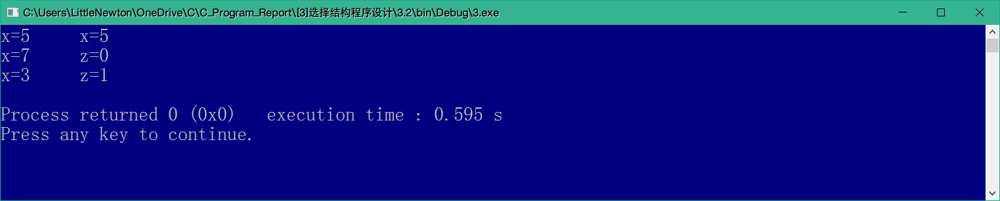 C:\Users\LittleNewton\OneDrive\C\C_Program_Report\[3]选择结构程序设计\3.2\bin\Debug\3.exe
x=5     x=5
x=7     z=0
x=3     z=1
Process returned 0 (0x0)   execution time : 0.595 s
Press any key to continue.